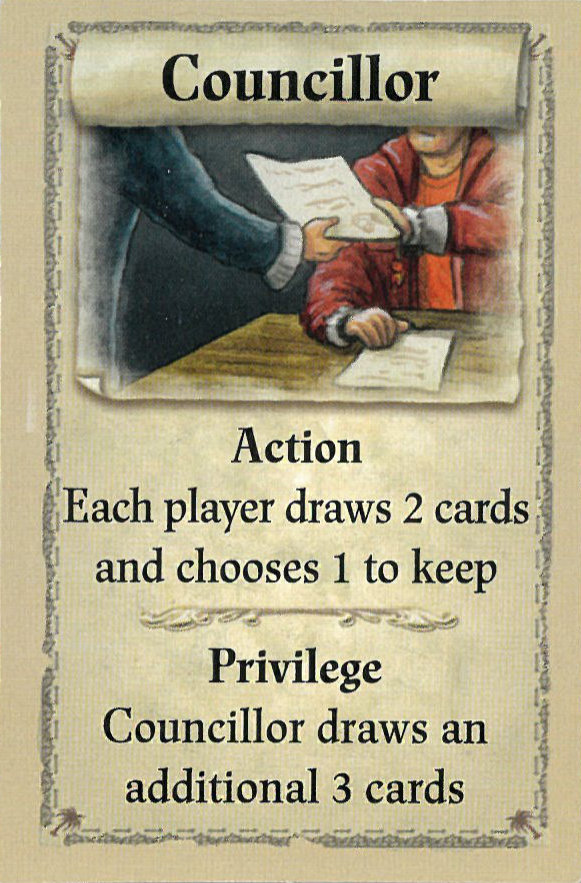 Councillor
Action
Each player draws 2 cards
and chooses 1 to keep
Privilege
Councillor draws an
additional 3 cards